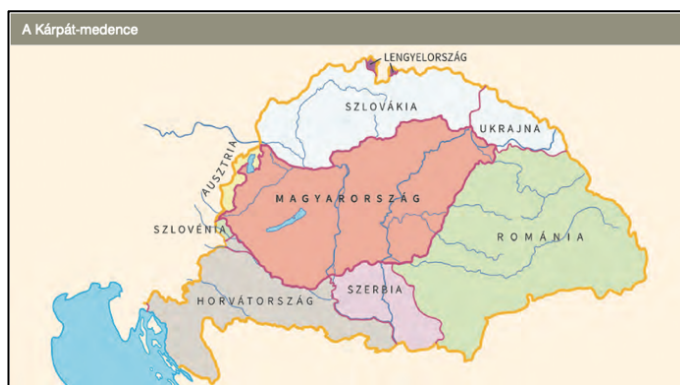 A Kárpát-medence
LENGYELORSZÁG
SZLOVÁKIA
UKRAJNA
AUSZTRIA
MAGYARORSZÁG
SZLOVÉNIA
ROMÁNIA
SZERBIA
HORVÁTORSZÁG